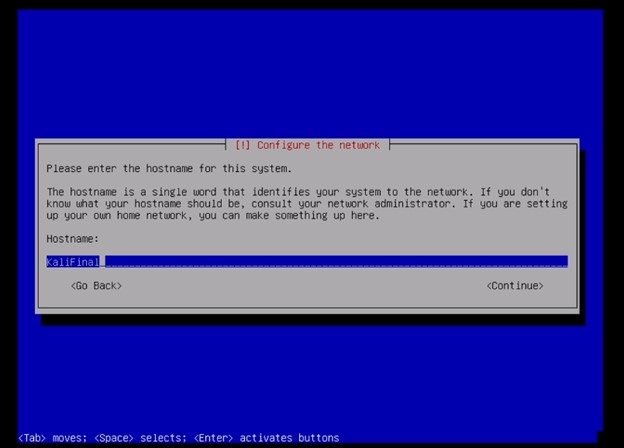 [!] Configure the network
Please enter the hostname for this system.
The hostname is a single word that identifies your system to the network. If you don't
know what your hostname should be, consult your network administrator. If you are setting
up your own home network, you can make something up here.
Hostname:
KaliFinal
<Go Back> <Continue>
<Tab> moves; <Space> selects; <Enter> activates buttons